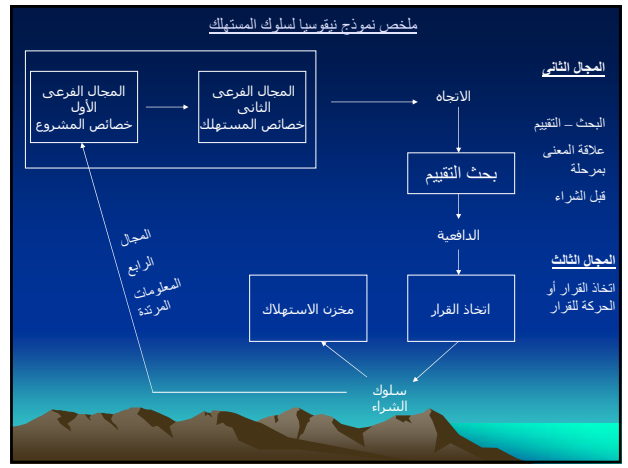 ملخص نموذج نيقوسيا لسلوك المستهلك
المجال الفرعى
الأول
خصائص المشروع
المجال الفرعى
الثانى
خصائص المستهلك
الاتجاه
المجال الثانى
البحث – التقييم
علاقة المعنى
بمرحلة
قبل الشراء
بحث التقييم
الدافعية
المجال الثالث
اتخاذ القرار أو
الحركة للقرار
اتخاذ القرار
مخزن الاستهلاك
سلوك
الشراء
المجال
الرابع
المعلومات
المرتدة